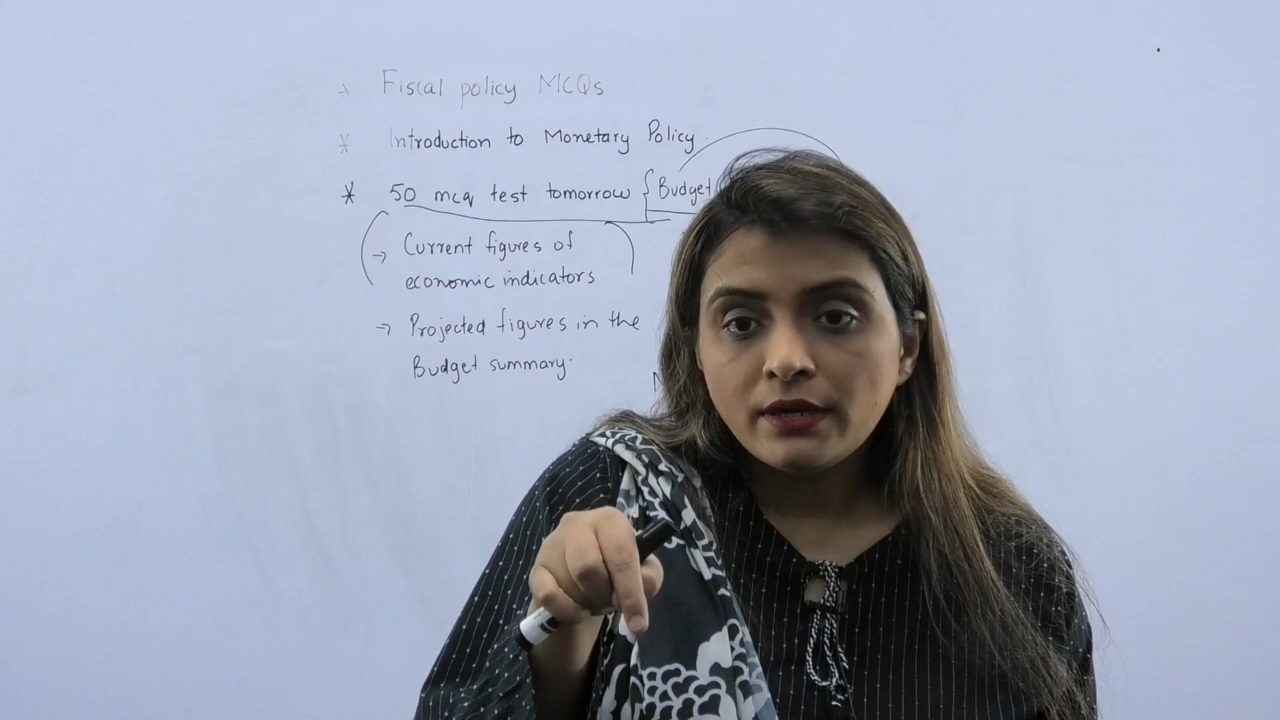 * Fiscal policy MCQs
* Introduction to Monetary Policy.
* 50 mcq test tomorrow { Budget
→ Current figures of
economic indicators
→ Projected figures in the
Budget summary.